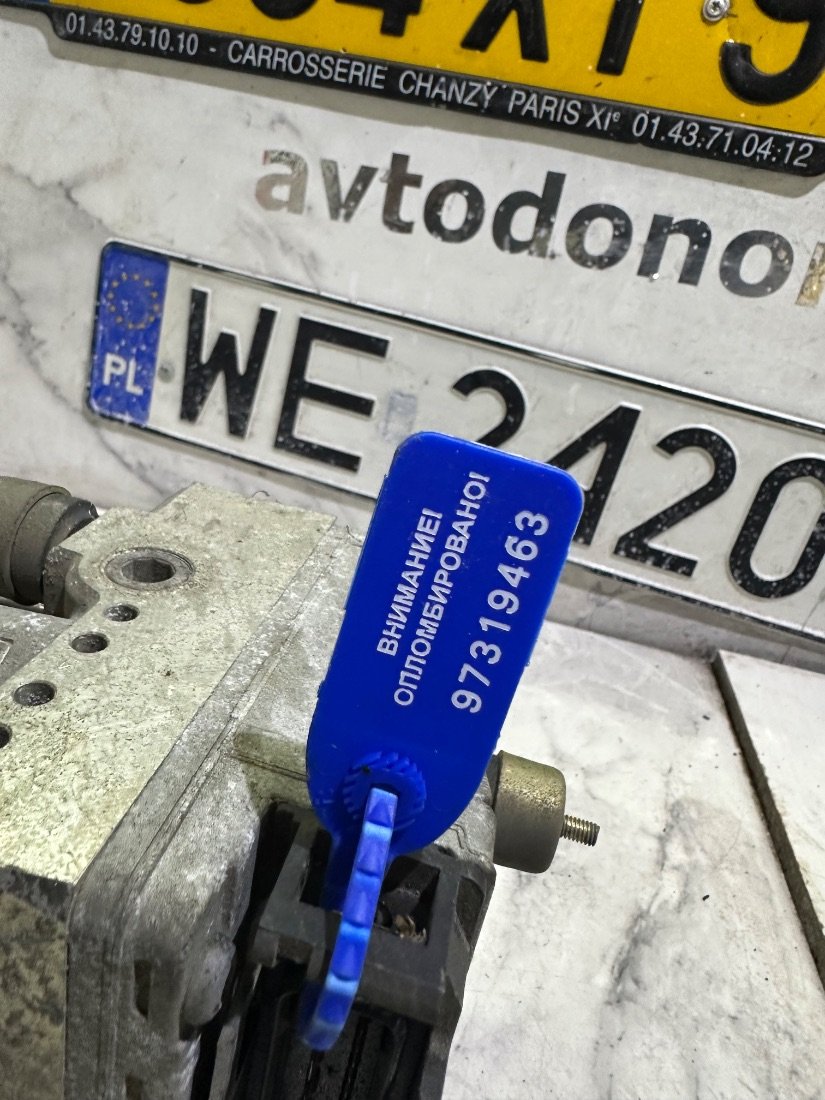 01.43.79.10.10 - CARROSSERIE CHANZY PARIS XIᵉ 01.43.71.04.12
avtodono
PL
WE 2420
ВНИМАНИЕ!
ОПЛОМБИРОВАНО!
97319463